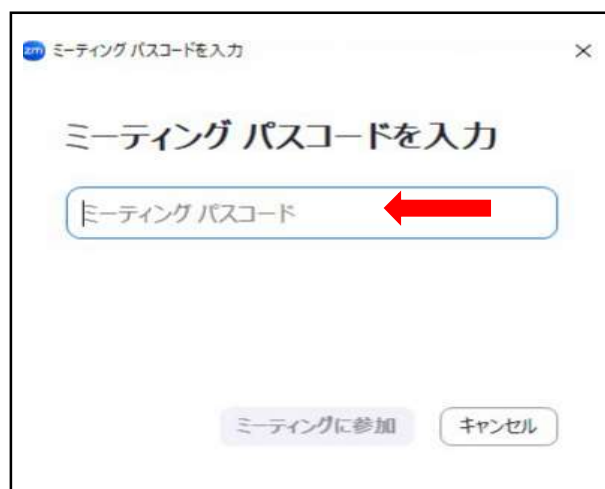 zm ミーティング パスコードを入力
ミーティング パスコードを入力
ミーティング パスコード
ミーティングに参加 キャンセル